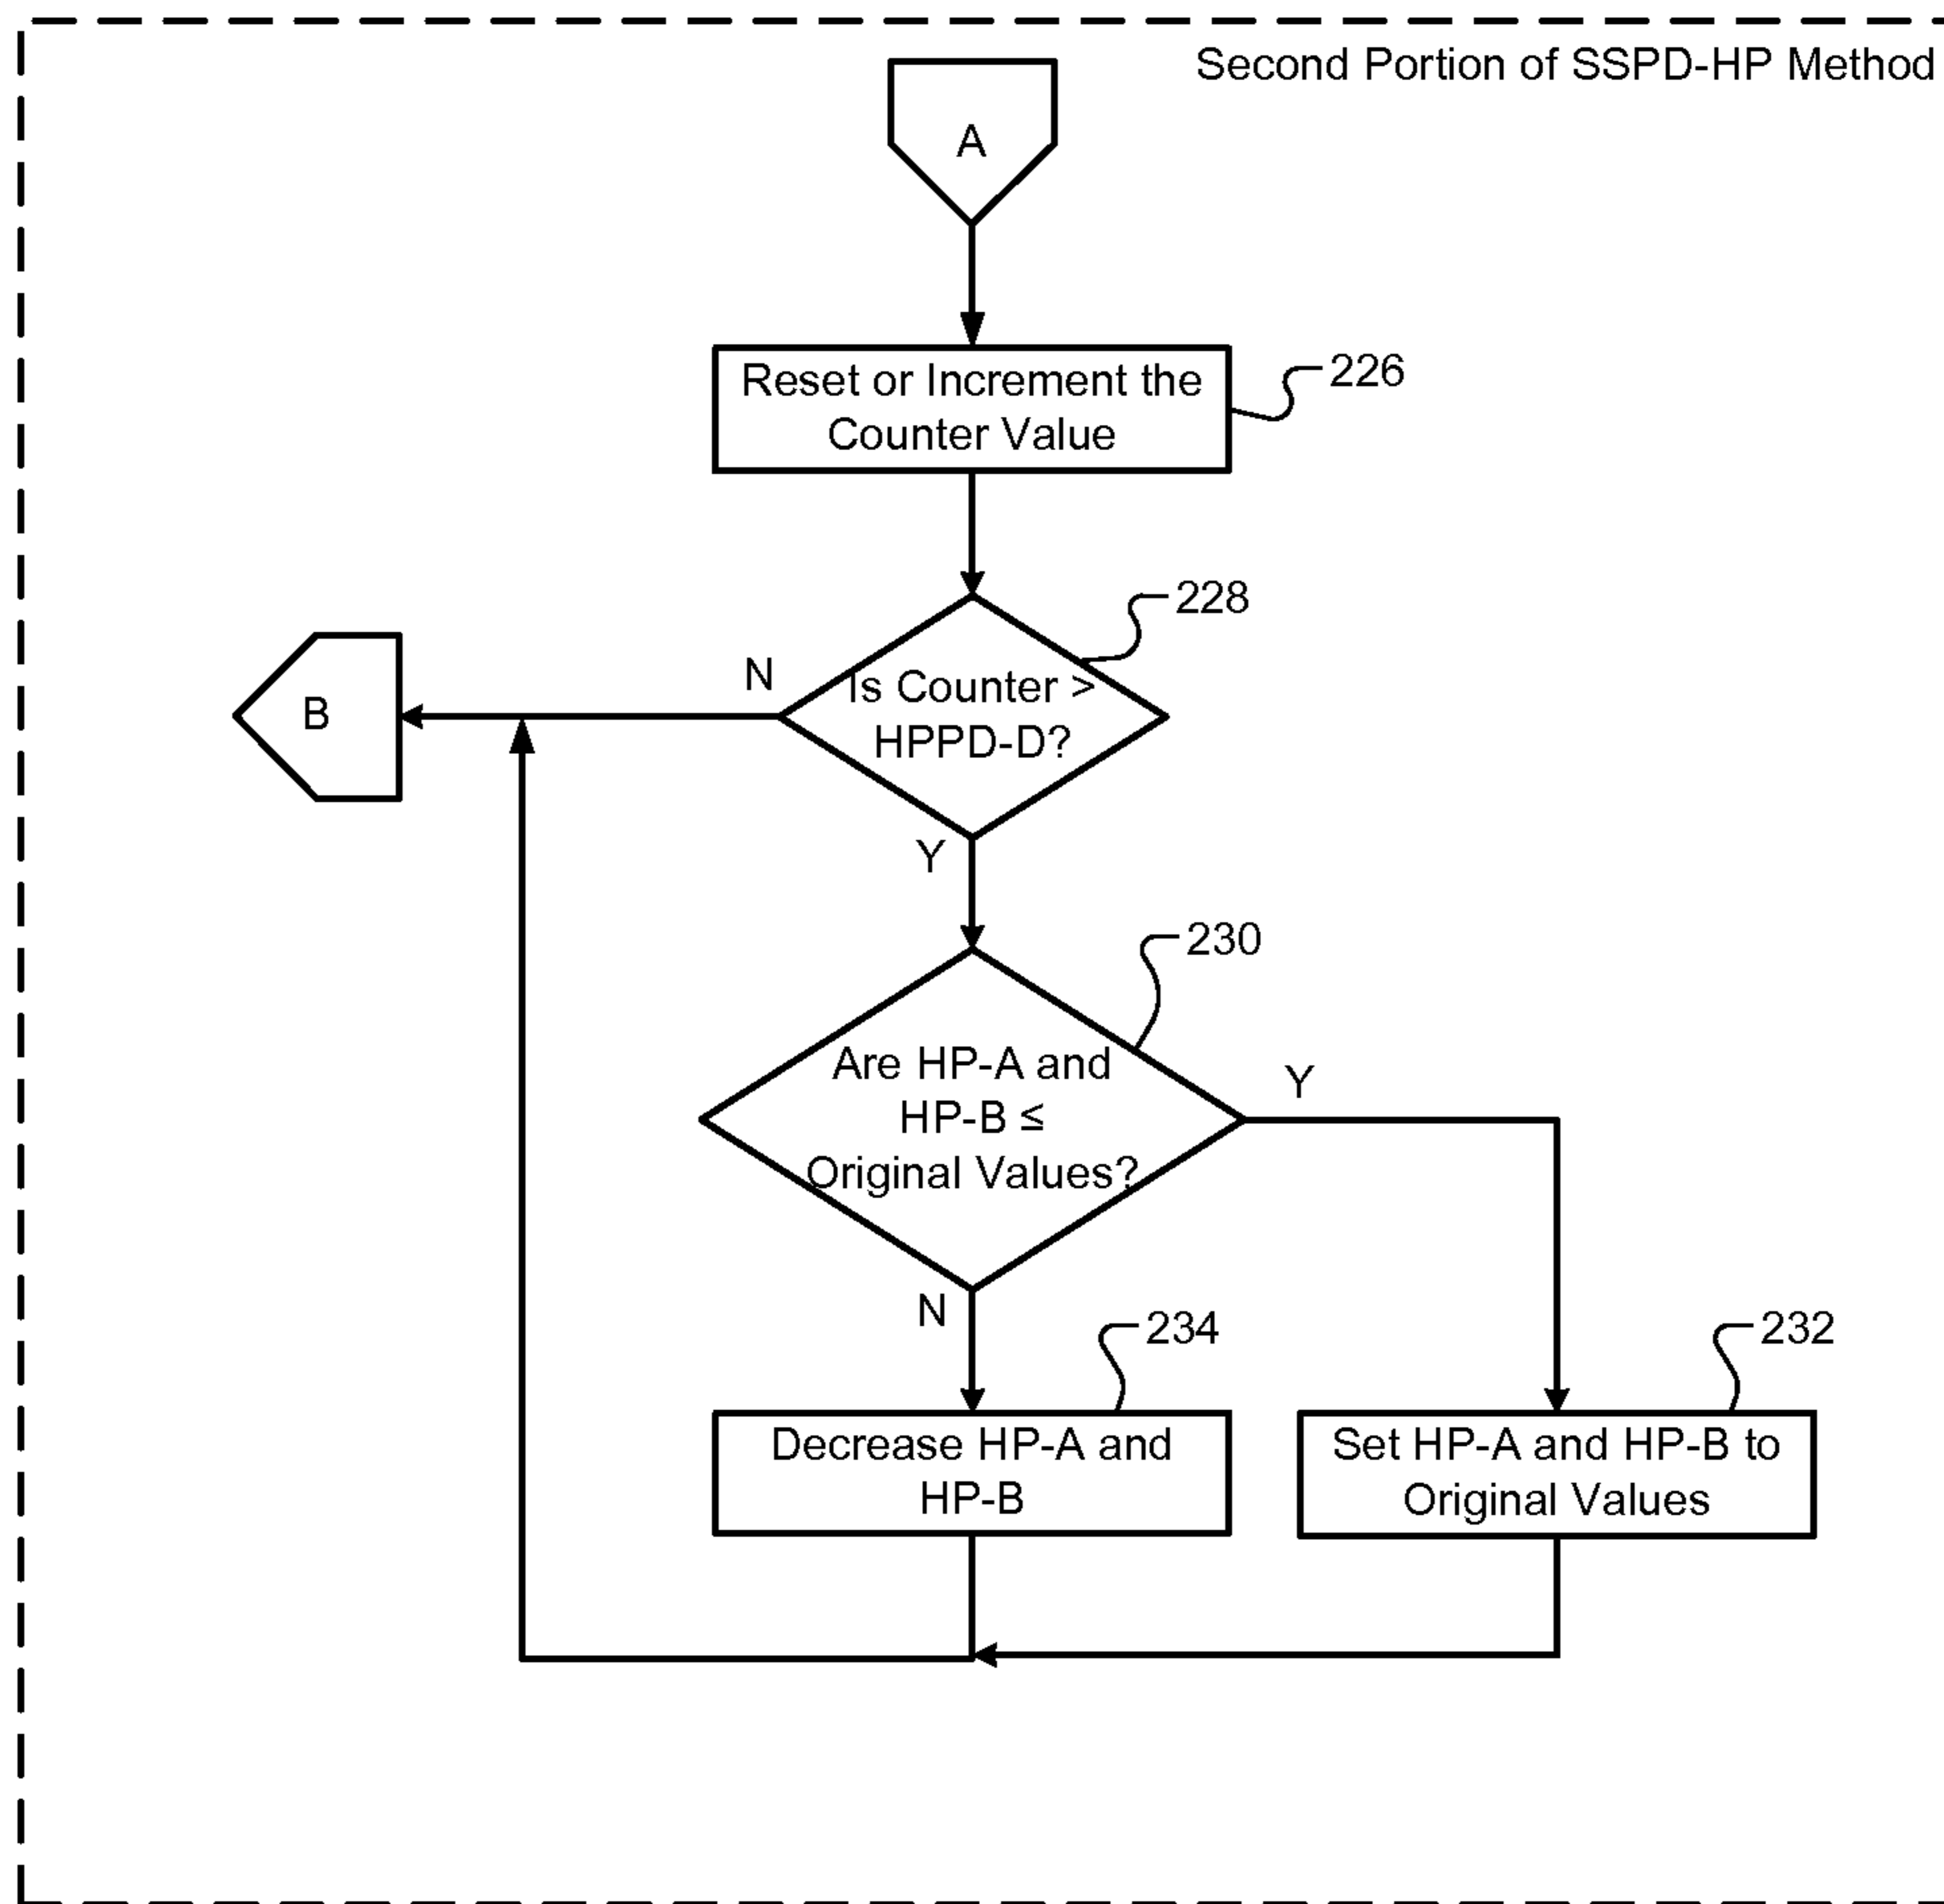 Second Portion of SSPD-HP Method
A
Reset or Increment the
Counter Value
226
228
N
Is Counter >
HPPD-D?
B
Y
230
Are HP-A and
HP-B ≤
Original Values?
Y
N
234
232
Decrease HP-A and
HP-B
Set HP-A and HP-B to
Original Values